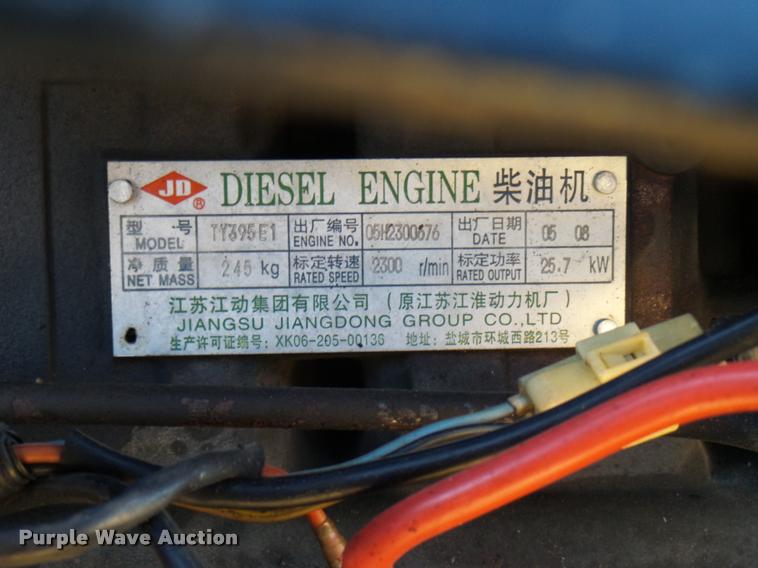 JD ® DIESEL ENGINE 柴油机
型号 MODEL TY395E1 出厂编号 ENGINE NO. 05H2300676 出厂日期 DATE 05 08
净质量 NET MASS 245 kg 标定转速 RATED SPEED 2300 r/min 标定功率 RATED OUTPUT 25.7 kW
江苏江动集团有限公司（原江苏江淮动力机厂）
JIANGSU JIANGDONG GROUP CO.,LTD
生产许可证编号: XK06-205-00136 地址: 盐城市环城西路213号
Purple Wave Auction